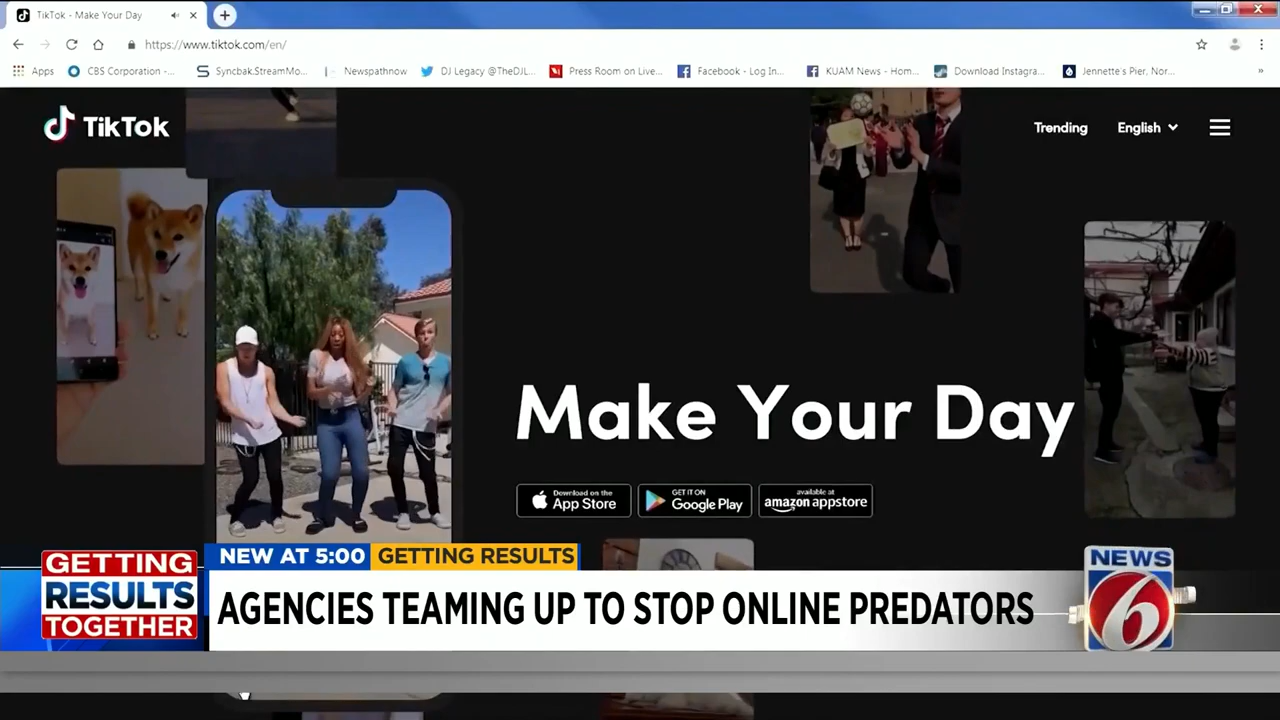 TikTok - Make Your Day
https://www.tiktok.com/en/
Apps
CBS Corporation -...
Syncbak.StreamMo...
Newspathnow
DJ Legacy @TheDJL...
Press Room on Live...
Facebook - Log In...
KUAM News - Hom...
Download Instagra...
Jennette's Pier, Nor...
»
TikTok
Trending
English
Make Your Day
Download on the
App Store
GET IT ON
Google Play
available at
amazon appstore
NEW AT 5:00
GETTING RESULTS
GETTING
RESULTS
TOGETHER
AGENCIES TEAMING UP TO STOP ONLINE PREDATORS
NEWS
6